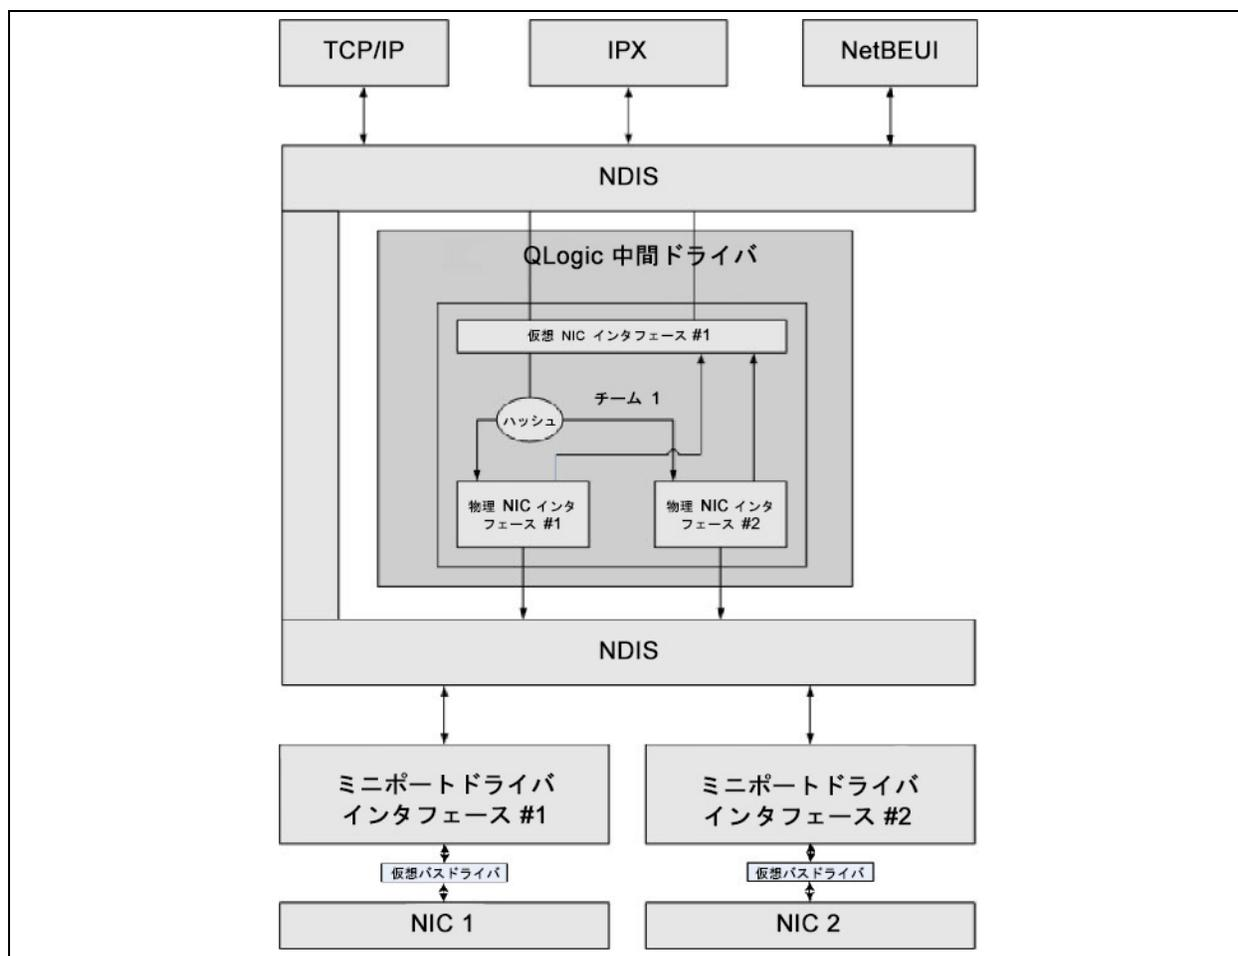 TCP/IP
IPX
NetBEUI
NDIS
QLogic 中間ドライバ
仮想 NIC インタフェース #1
チーム 1
ハッシュ
物理 NIC インタ
フェース #1
物理 NIC インタ
フェース #2
NDIS
ミニポートドライバ
インタフェース #1
ミニポートドライバ
インタフェース #2
仮想バスドライバ
仮想バスドライバ
NIC 1
NIC 2